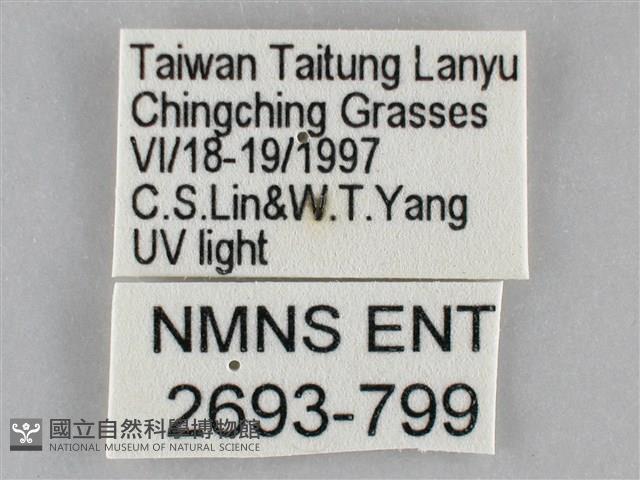 Taiwan Taitung Lanyu
Chingching Grasses
VI/18-19/1997
C.S.Lin&W.T.Yang
UV light
NMNS ENT
2693-799
國立自然科學博物館
NATIONAL MUSEUM OF NATURAL SCIENCE